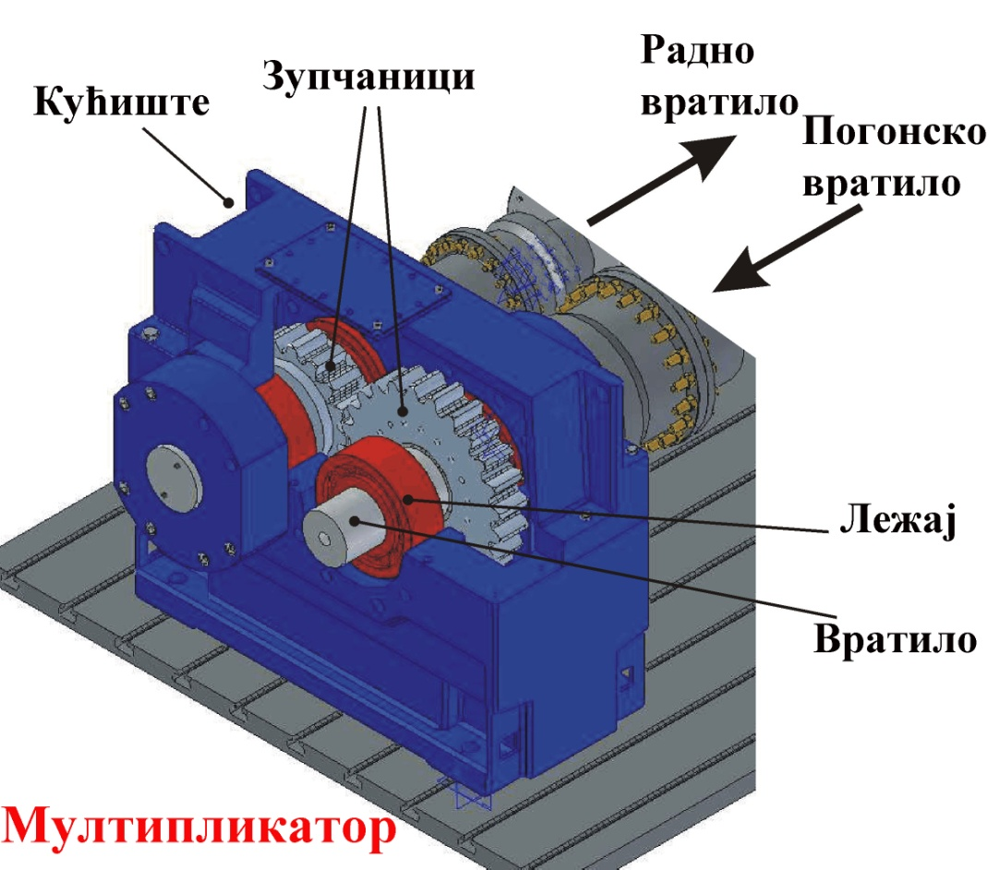 Радно
вратило
Зупчаници
Кућиште
Погонско
вратило
Лежај
Вратило
Мултипликатор